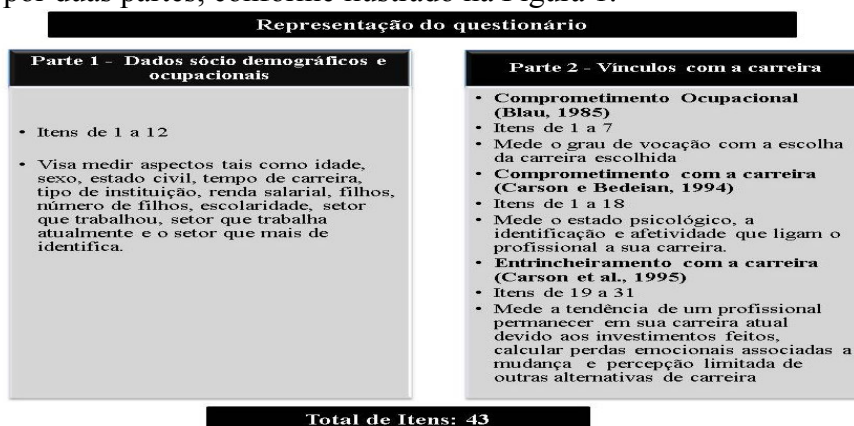 por duas partes, conforme ilustrado na Figura 1.
Representação do questionário
Parte 1 - Dados sócio demográficos e
ocupacionais
• Itens de 1 a 12
• Visa medir aspectos tais como idade,
sexo, estado civil, tempo de carreira,
tipo de instituição, renda salarial, filhos,
número de filhos, escolaridade, setor
que trabalhou, setor que trabalha
atualmente e o setor que mais de
identifica.
Parte 2 - Vínculos com a carreira
• Comprometimento Ocupacional
(Blau, 1985)
• Itens de 1 a 7
• Mede o grau de vocação com a escolha
da carreira escolhida
• Comprometimento com a carreira
(Carson e Bedeian, 1994)
• Itens de 1 a 18
• Mede o estado psicológico, a
identificação e afetividade que ligam o
profissional a sua carreira.
• Entrincheiramento com a carreira
(Carson et al., 1995)
• Itens de 19 a 31
• Mede a tendência de um profissional
permanecer em sua carreira atual
devido aos investimentos feitos,
calcular perdas emocionais associadas a
mudança e percepção limitada de
outras alternativas de carreira
Total de Itens: 43